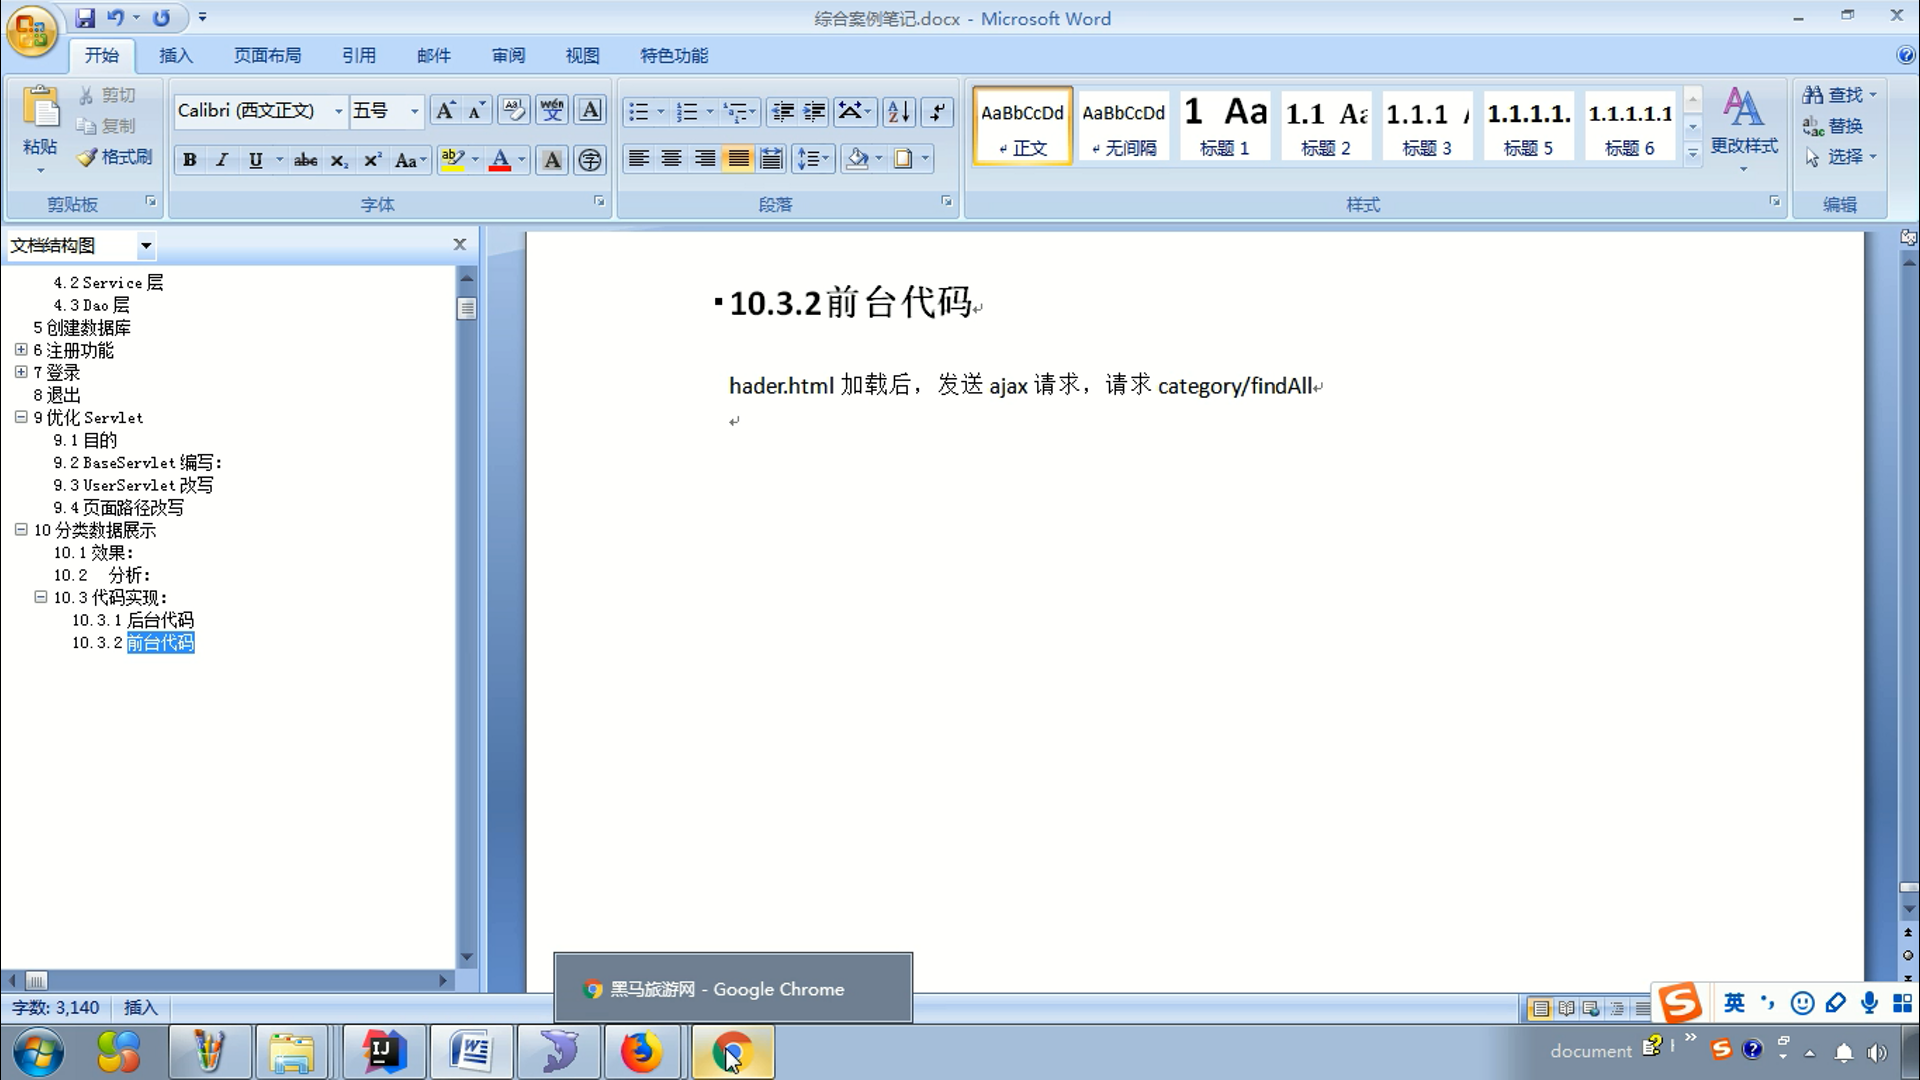 综合案例笔记.docx - Microsoft Word
开始 插入 页面布局 引用 邮件 审阅 视图 特色功能
粘贴 剪切
复制
格式刷
剪贴板
Calibri (西文正文) 五号
字体
段落
AaBbCcDd AaBbCcDd 1 Aa 1.1 Aa 1.1.1 1.1.1.1. 1.1.1.1.1
正文 无间隔 标题 1 标题 2 标题 3 标题 5 标题 6
更改样式
样式
查找
替换
选择
编辑
文档结构图
4.2 Service 层
4.3 Dao 层
5 创建数据库
6 注册功能
7 登录
8 退出
9 优化 Servlet
9.1 目的
9.2 BaseServlet 编写：
9.3 UserServlet 改写
9.4 页面路径改写
10 分类数据展示
10.1 效果：
10.2 分析：
10.3 代码实现：
10.3.1 后台代码
10.3.2 前台代码
10.3.2前台代码
hader.html 加载后，发送 ajax 请求，请求 category/findAll
黑马旅游网 - Google Chrome
字数: 3,140 插入
英
document